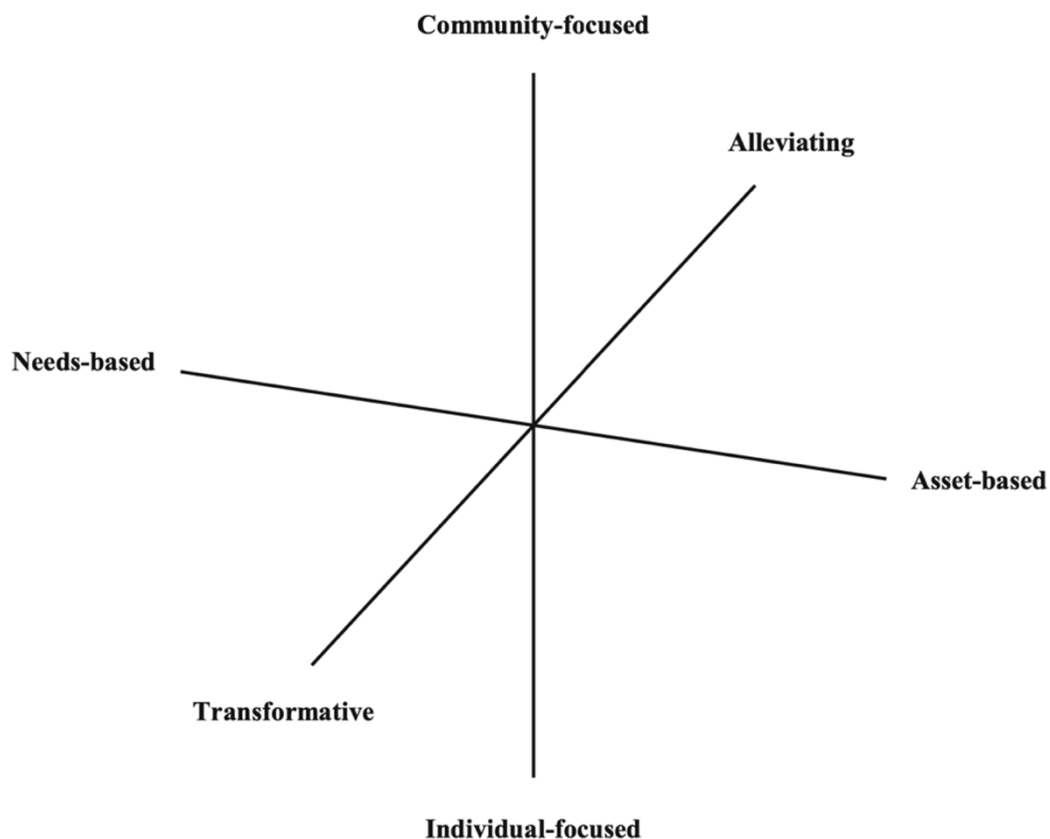 Community-focused
Alleviating
Needs-based
Asset-based
Transformative
Individual-focused